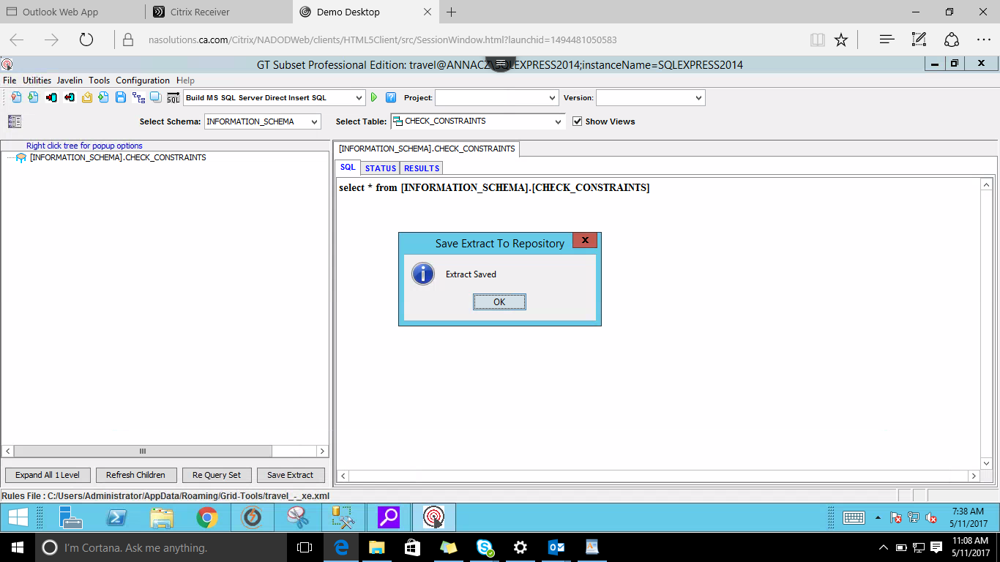 Outlook Web App
Citrix Receiver
Demo Desktop
nasolutions.ca.com/Citrix/NADODWeb/clients/HTML5Client/src/SessionWindow.html?launchid=1494481050583
GT Subset Professional Edition: travel@ANNACZ\SQLEXPRESS2014;instanceName=SQLEXPRESS2014
File Utilities Javelin Tools Configuration Help
SQL Build MS SQL Server Direct Insert SQL Project: Version:
Select Schema: INFORMATION_SCHEMA Select Table: CHECK_CONSTRAINTS Show Views
Right click tree for popup options
[INFORMATION_SCHEMA].CHECK_CONSTRAINTS
[INFORMATION_SCHEMA].CHECK_CONSTRAINTS
SQL STATUS RESULTS
select * from [INFORMATION_SCHEMA].[CHECK_CONSTRAINTS]
Save Extract To Repository
Extract Saved
OK
Expand All 1 Level Refresh Children Re Query Set Save Extract
Rules File : C:/Users/Administrator/AppData/Roaming/Grid-Tools/travel_-_xe.xml
7:38 AM
5/11/2017
I'm Cortana. Ask me anything.
11:08 AM
5/11/2017